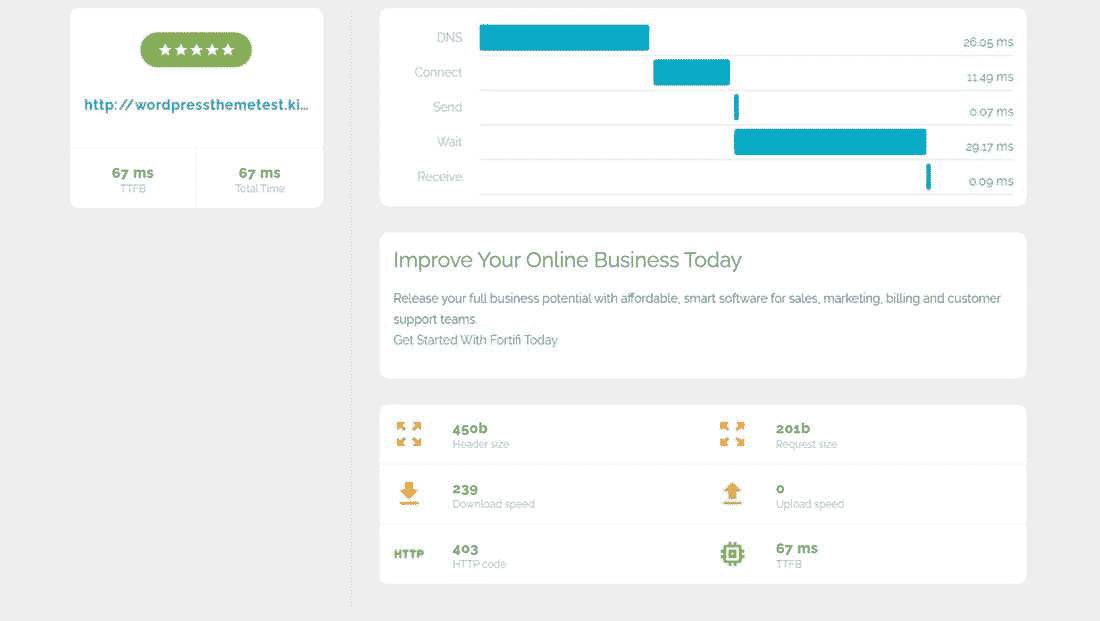 http://wordpressthemetest.ki...
67 ms
TTFB
67 ms
Total Time
DNS
26.05 ms
Connect
11.49 ms
Send
0.07 ms
Wait
29.17 ms
Receive
0.09 ms
Improve Your Online Business Today
Release your full business potential with affordable, smart software for sales, marketing, billing and customer
support teams.
Get Started With Fortifi Today
450b
Header size
201b
Request size
239
Download speed
0
Upload speed
HTTP
403
HTTP code
67 ms
TTFB